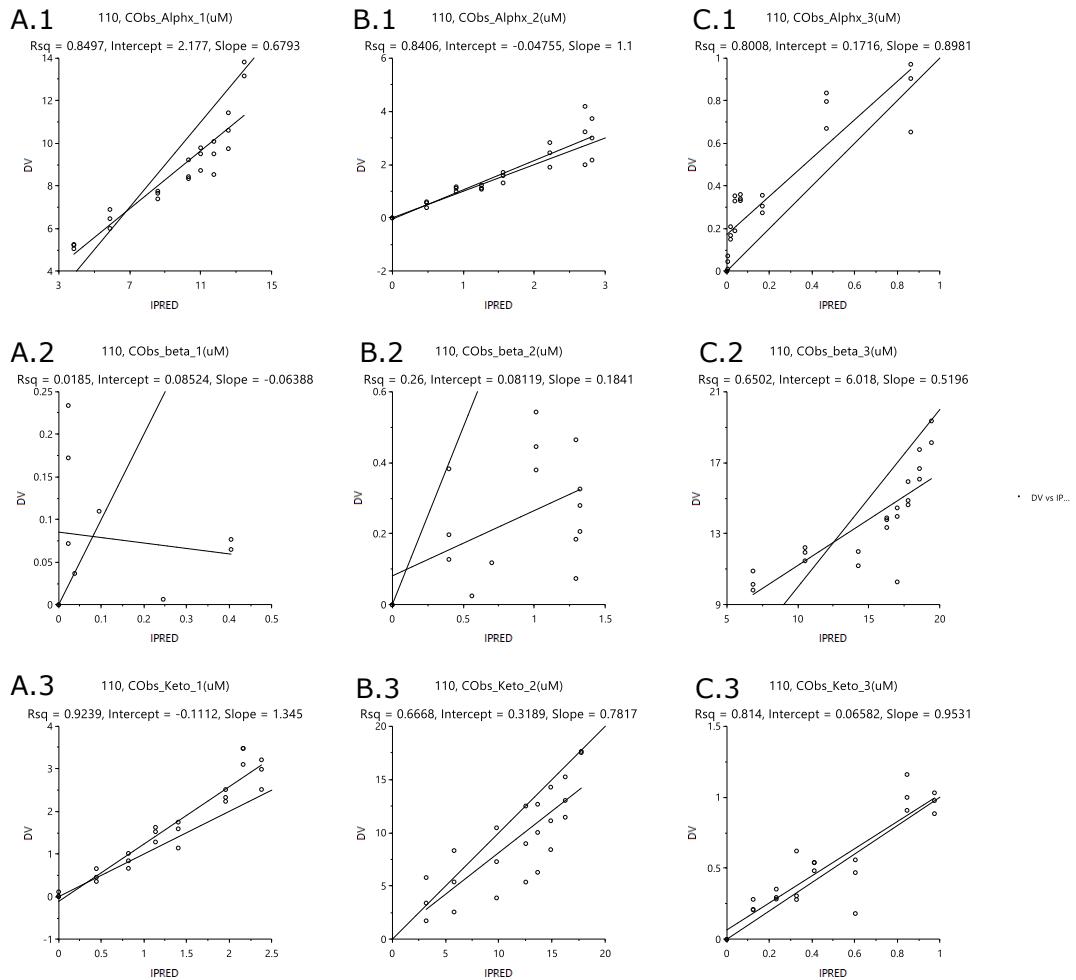 A.1
110, CObs_Alphx_1(uM)
Rsq = 0.8497, Intercept = 2.177, Slope = 0.6793
14
12
10
8
6
4
DV
3
7
11
15
IPRED
B.1
110, CObs_Alphx_2(uM)
Rsq = 0.8406, Intercept = -0.04755, Slope = 1.1
6
4
2
0
-2
DV
0
1
2
3
IPRED
C.1
110, CObs_Alphx_3(uM)
Rsq = 0.8008, Intercept = 0.1716, Slope = 0.8981
1
0.8
0.6
0.4
0.2
0
DV
0
0.2
0.4
0.6
0.8
1
IPRED
A.2
110, CObs_beta_1(uM)
Rsq = 0.0185, Intercept = 0.08524, Slope = -0.06388
0.25
0.2
0.15
0.1
0.05
0
DV
0
0.1
0.2
0.3
0.4
0.5
IPRED
B.2
110, CObs_beta_2(uM)
Rsq = 0.26, Intercept = 0.08119, Slope = 0.1841
0.6
0.4
0.2
0
DV
0
0.5
1
1.5
IPRED
C.2
110, CObs_beta_3(uM)
Rsq = 0.6502, Intercept = 6.018, Slope = 0.5196
21
17
13
9
DV
5
10
15
20
IPRED
DV vs IP...
A.3
110, CObs_Keto_1(uM)
Rsq = 0.9239, Intercept = -0.1112, Slope = 1.345
4
3
2
1
0
-1
DV
0
0.5
1
1.5
2
2.5
IPRED
B.3
110, CObs_Keto_2(uM)
Rsq = 0.6668, Intercept = 0.3189, Slope = 0.7817
20
15
10
5
0
DV
0
5
10
15
20
IPRED
C.3
110, CObs_Keto_3(uM)
Rsq = 0.814, Intercept = 0.06582, Slope = 0.9531
1.5
1
0.5
0
DV
0
0.2
0.4
0.6
0.8
1
IPRED